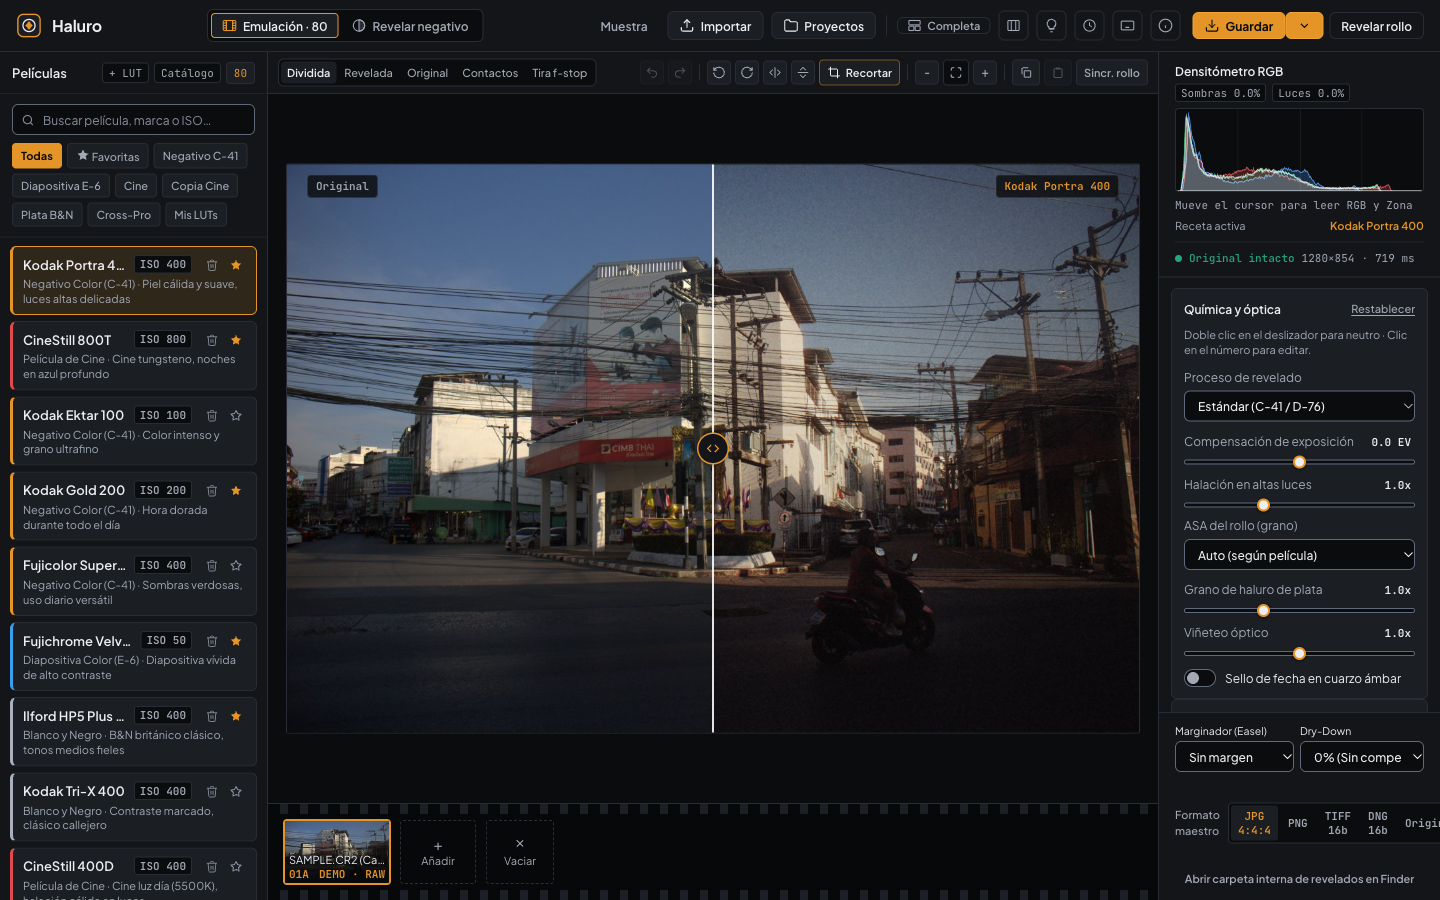 Haluro
Emulación · 80
Revelar negativo
Muestra
Importar
Proyectos
Completa
Guardar
Revelar rollo
Películas
+ LUT
Catálogo
80
Buscar película, marca o ISO...
Todas
Favoritas
Negativo C-41
Diapositiva E-6
Cine
Copia Cine
Plata B&N
Cross-Pro
Mis LUTs
Kodak Portra 4... ISO 400
Negativo Color (C-41) · Piel cálida y suave,
luces altas delicadas
CineStill 800T ISO 800
Película de Cine · Cine tungsteno, noches
en azul profundo
Kodak Ektar 100 ISO 100
Negativo Color (C-41) · Color intenso y
grano ultrafino
Kodak Gold 200 ISO 200
Negativo Color (C-41) · Hora dorada
durante todo el día
Fujicolor Super... ISO 400
Negativo Color (C-41) · Sombras verdosas,
uso diario versátil
Fujichrome Velv... ISO 50
Diapositiva Color (E-6) · Diapositiva vívida
de alto contraste
Ilford HP5 Plus ... ISO 400
Blanco y Negro · B&N británico clásico,
tonos medios fieles
Kodak Tri-X 400 ISO 400
Blanco y Negro · Contraste marcado,
clásico callejero
CineStill 400D ISO 400
Película de Cine · Cine luz día (5500K),
Dividida
Revelada
Original
Contactos
Tira f-stop
Recortar
-
+
Sincr. rollo
Original
Kodak Portra 400
CIMB THAI
SAMPLE.CR2 (Ca...
01A DEMO · RAW
+
Añadir
×
Vaciar
Densitómetro RGB
Sombras 0.0%
Luces 0.0%
Mueve el cursor para leer RGB y Zona
Receta activa Kodak Portra 400
Original intacto 1280×854 · 719 ms
Química y óptica Restablecer
Doble clic en el deslizador para neutro · Clic
en el número para editar.
Proceso de revelado
Estándar (C-41 / D-76)
Compensación de exposición 0.0 EV
Halación en altas luces 1.0x
ASA del rollo (grano)
Auto (según película)
Grano de haluro de plata 1.0x
Viñeteo óptico 1.0x
Sello de fecha en cuarzo ámbar
Marginador (Easel)
Dry-Down
Sin margen
0% (Sin compe
Formato
maestro
JPG
4:4:4
PNG
TIFF
16b
DNG
16b
Origin
Abrir carpeta interna de revelados en Finder